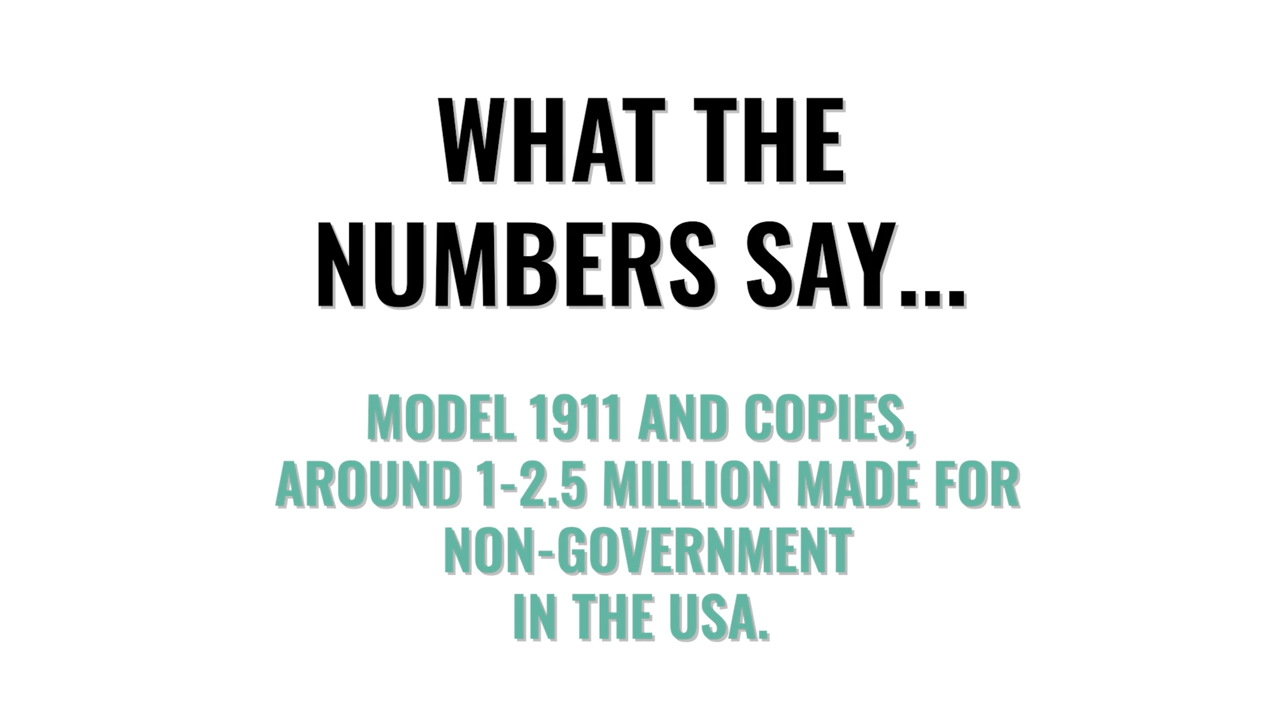 WHAT THE
NUMBERS SAY...
MODEL 1911 AND COPIES,
AROUND 1-2.5 MILLION MADE FOR
NON-GOVERNMENT
IN THE USA.